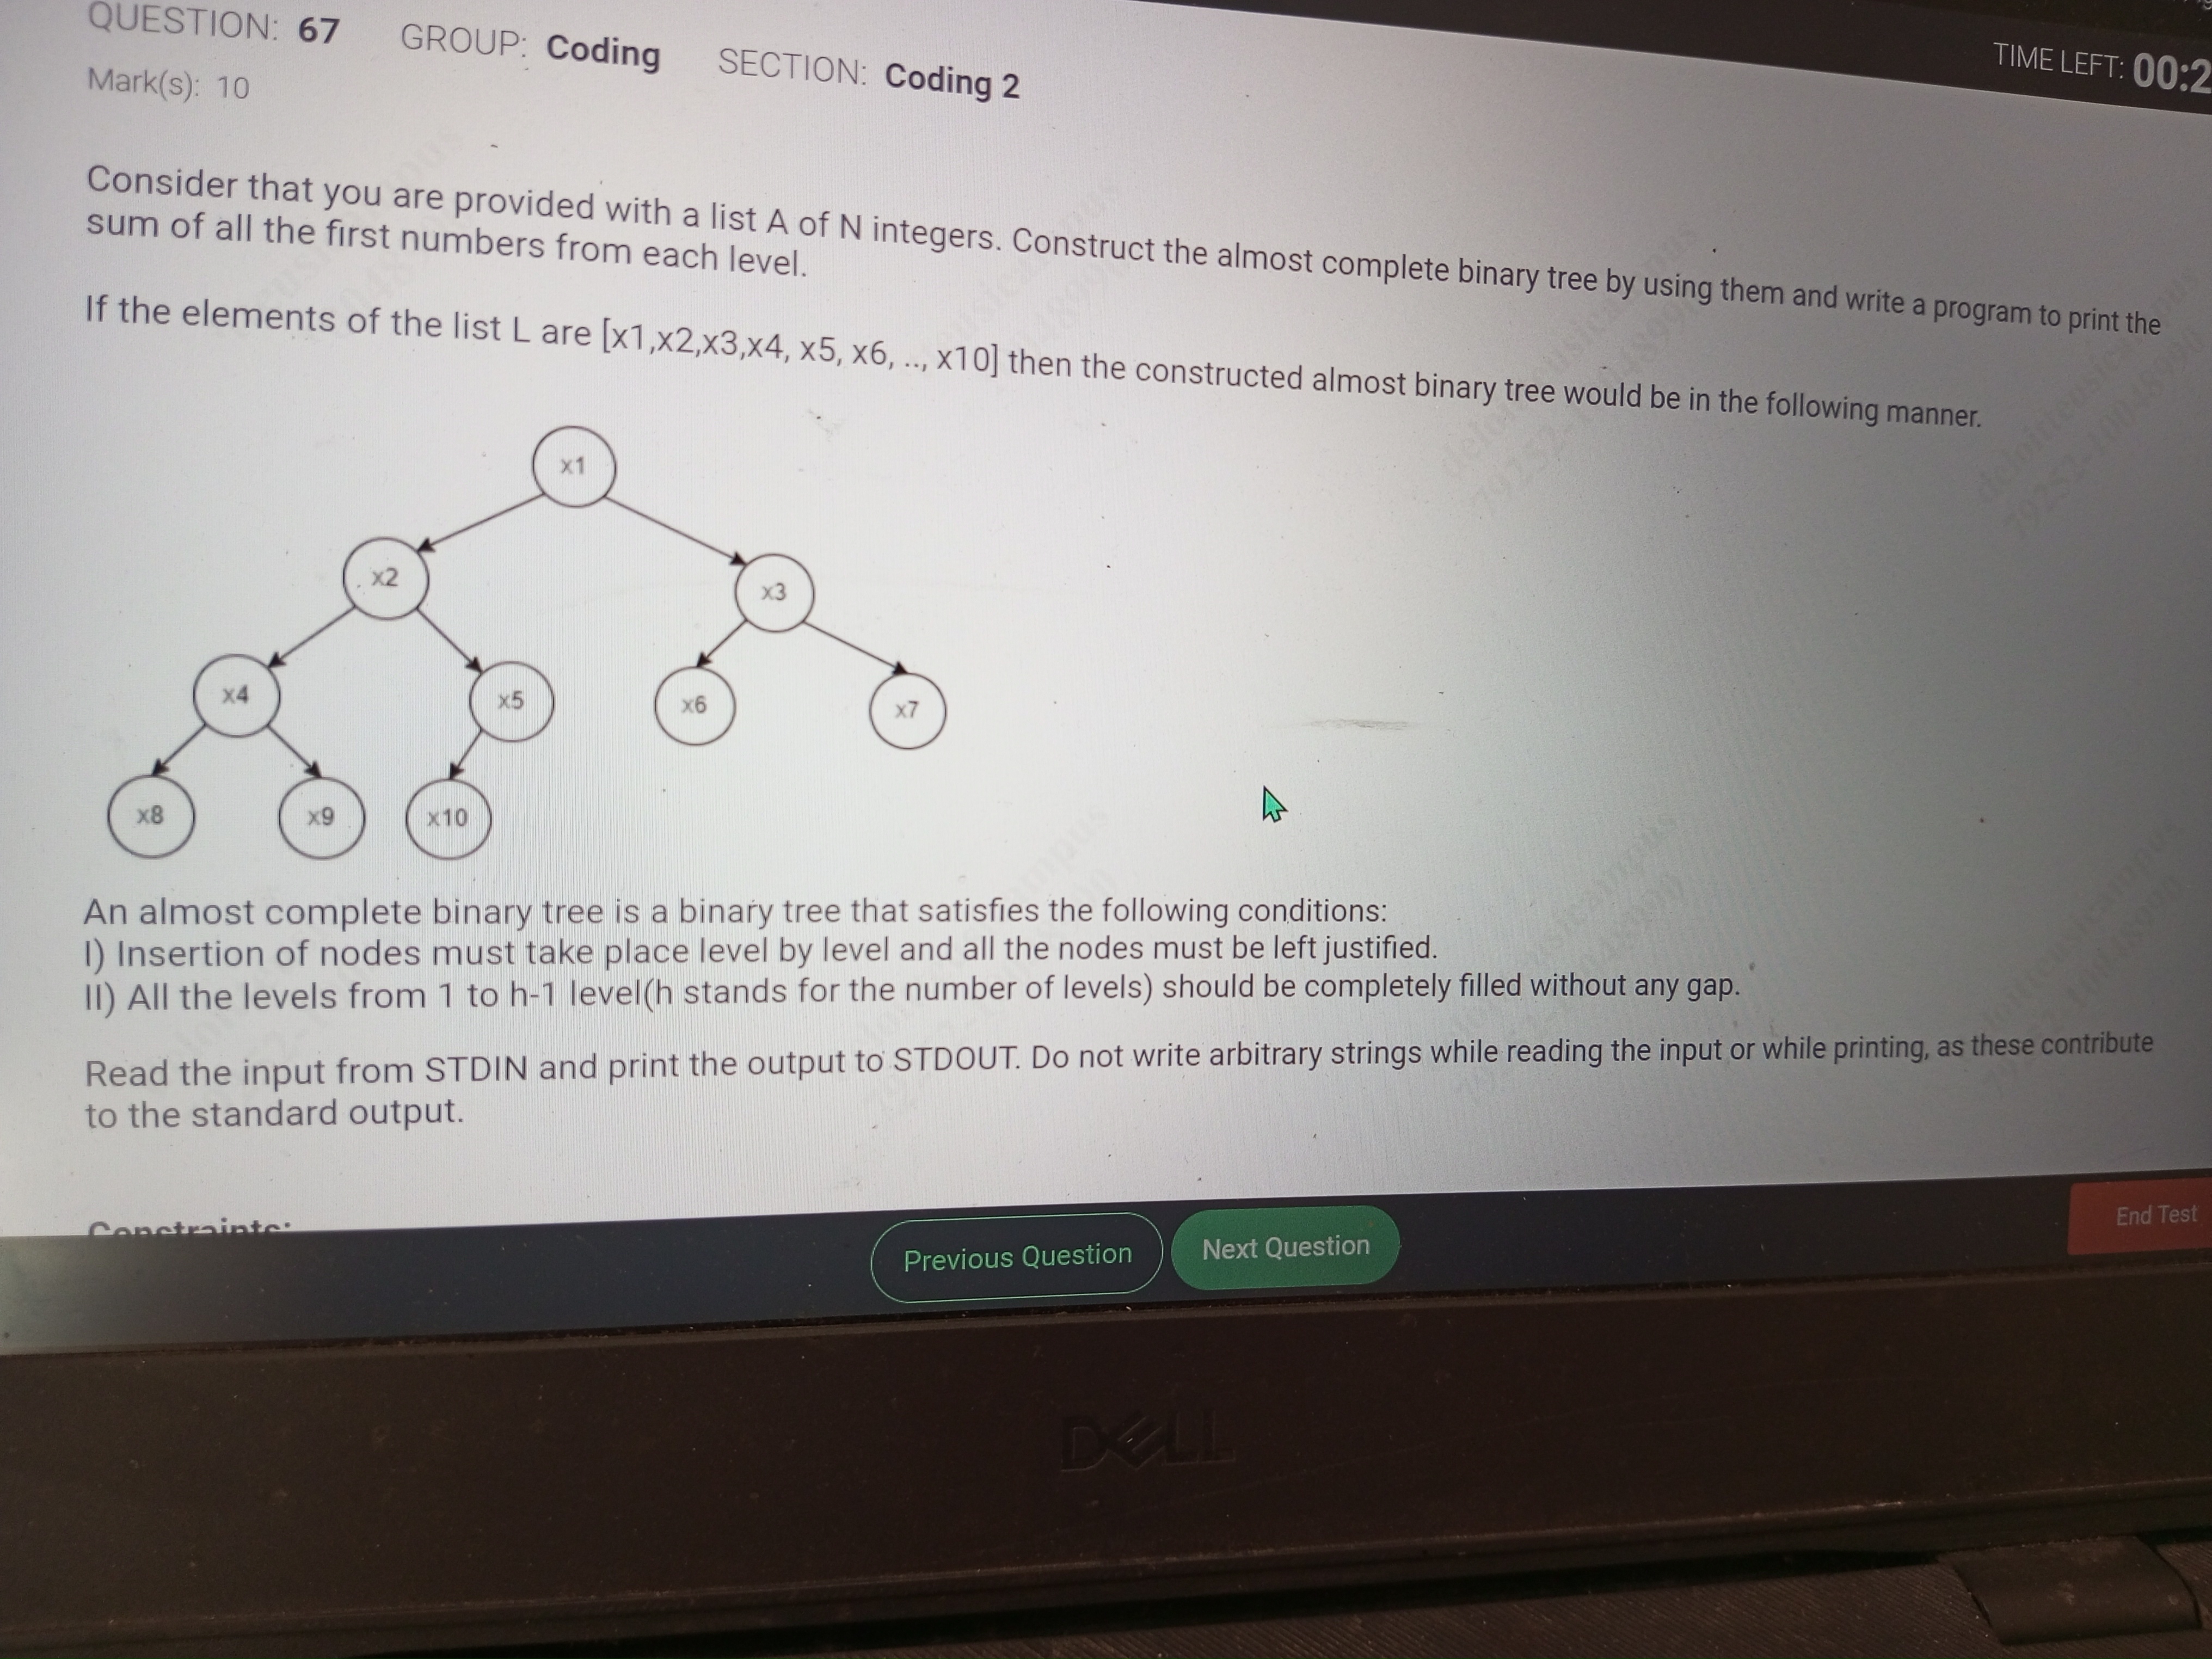 QUESTION: 67 GROUP: Coding SECTION: Coding 2
TIME LEFT: 00:2
Mark(s): 10
Consider that you are provided with a list A of N integers. Construct the almost complete binary tree by using them and write a program to print the
sum of all the first numbers from each level.
If the elements of the list L are [x1,x2,x3,x4, x5, x6, .., x10] then the constructed almost binary tree would be in the following manner.
x1
x2 x3
x4 x5 x6 x7
x8 x9 x10
An almost complete binary tree is a binary tree that satisfies the following conditions:
I) Insertion of nodes must take place level by level and all the nodes must be left justified.
II) All the levels from 1 to h-1 level(h stands for the number of levels) should be completely filled without any gap.
Read the input from STDIN and print the output to STDOUT. Do not write arbitrary strings while reading the input or while printing, as these contribute
to the standard output.
Constraints:
Previous Question Next Question End Test
DELL